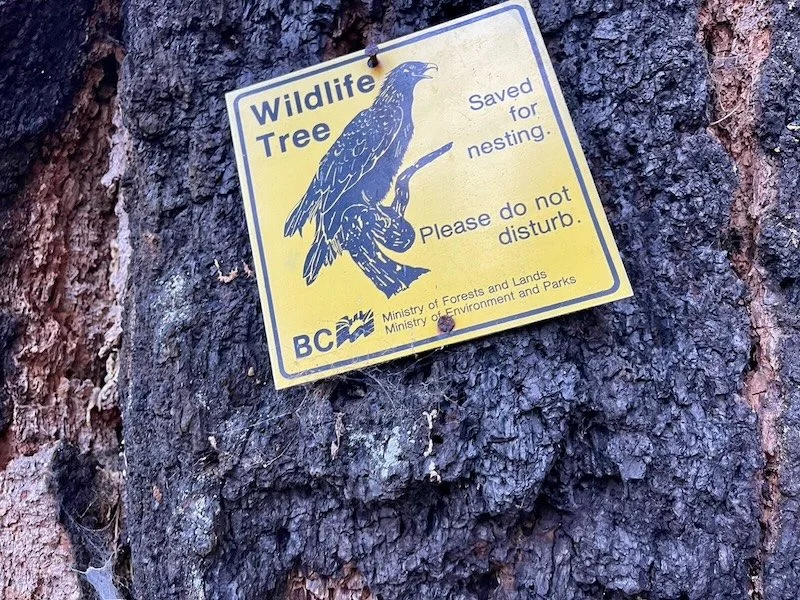 Wildlife
Tree
Saved
for
nesting.
Please do not
disturb.
BC
Ministry of Forests and Lands
Ministry of Environment and Parks